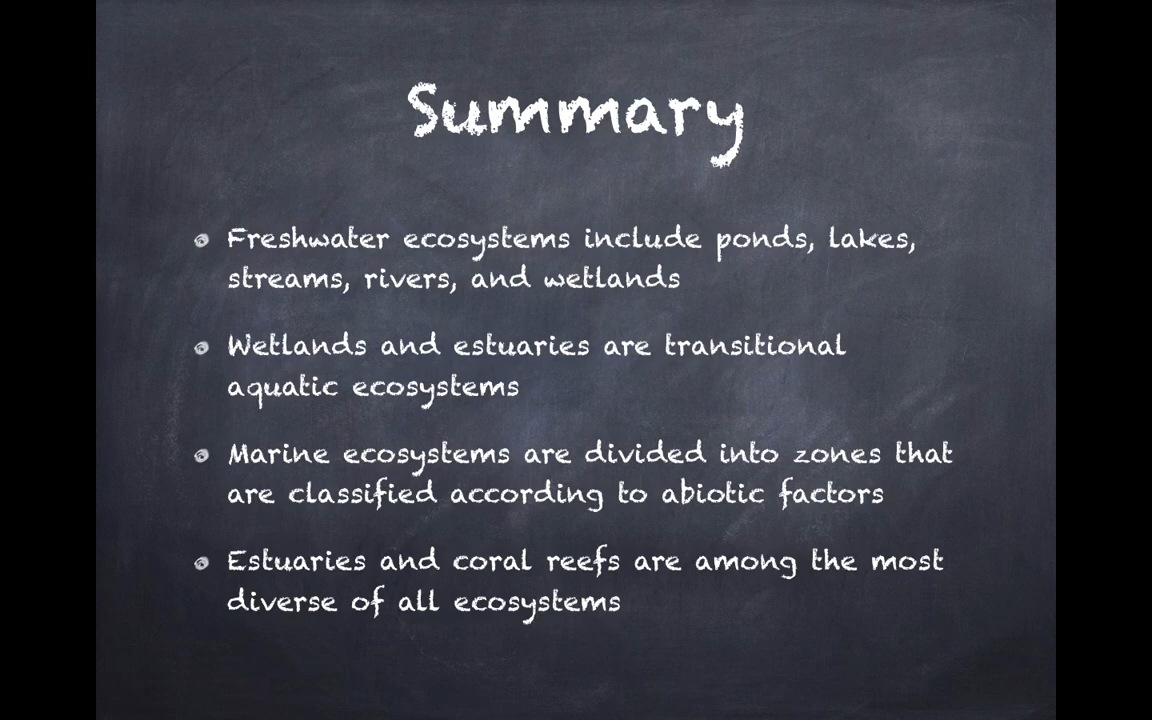 Summary
Freshwater ecosystems include ponds, lakes,
streams, rivers, and wetlands
Wetlands and estuaries are transitional
aquatic ecosystems
Marine ecosystems are divided into zones that
are classified according to abiotic factors
Estuaries and coral reefs are among the most
diverse of all ecosystems